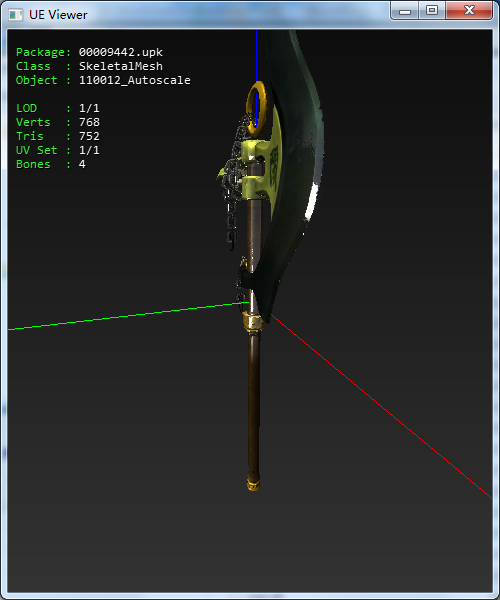 UE Viewer
Package: 00009442.upk
Class : SkeletalMesh
Object : 110012_Autoscale
LOD : 1/1
Verts : 768
Tris : 752
UV Set : 1/1
Bones : 4